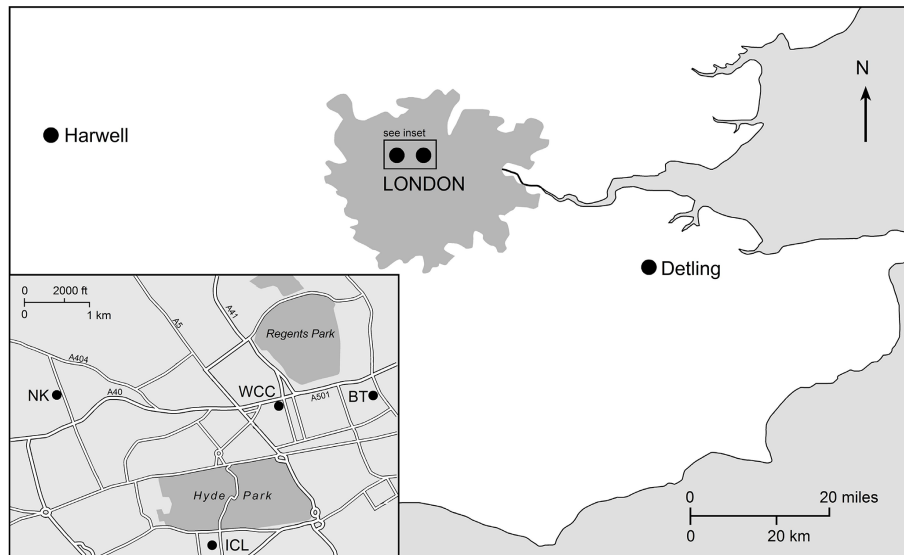 N
Harwell
see inset
LONDON
Detling
0 20 miles
0 20 km
0 2000 ft
0 1 km
A5
A41
Regents Park
A404
NK
A40
WCC
A501
BT
Hyde Park
ICL